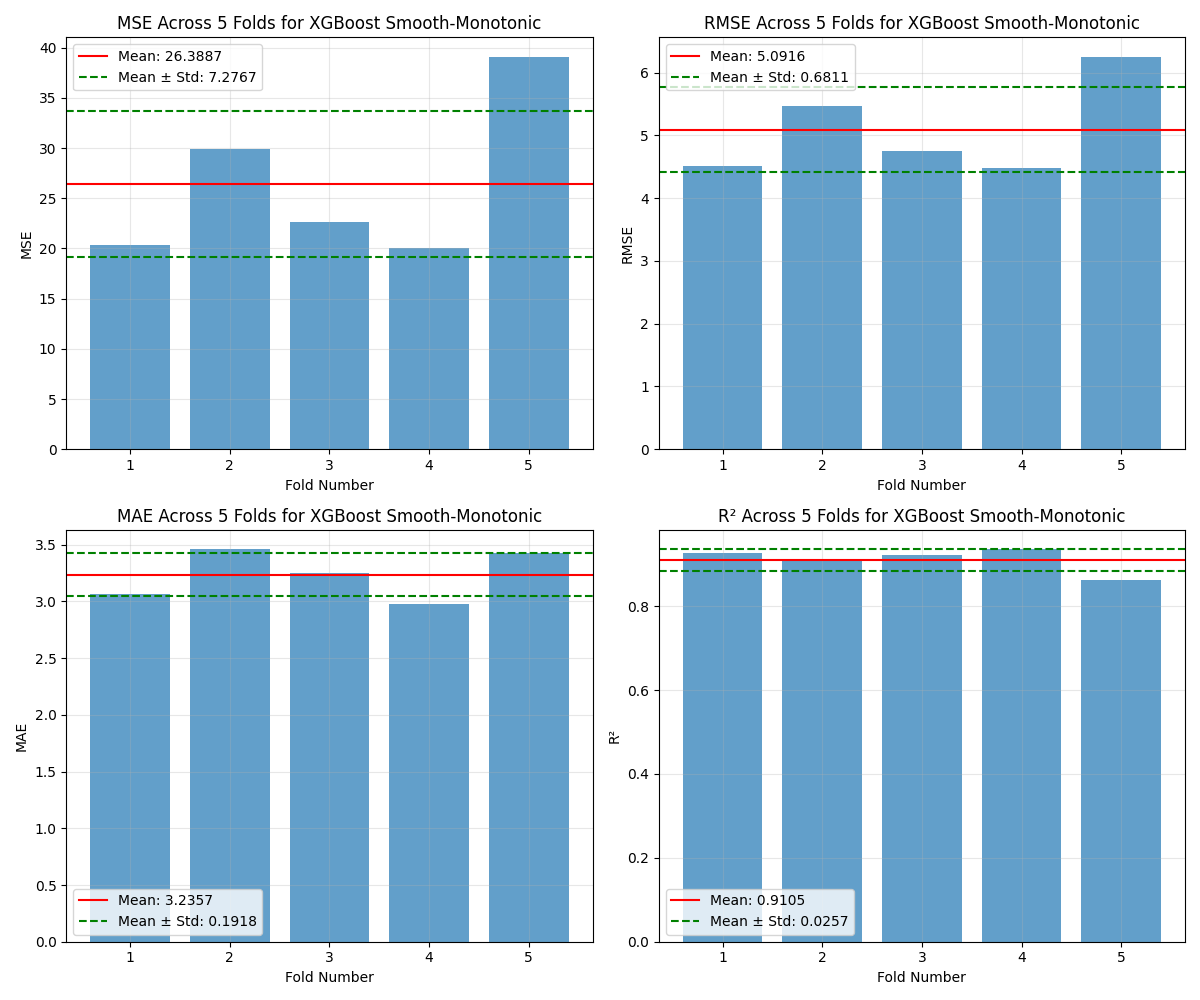 MSE Across 5 Folds for XGBoost Smooth-Monotonic
Mean: 26.3887
Mean ± Std: 7.2767
40
35
30
25
20
15
10
5
0
MSE
1 2 3 4 5
Fold Number
RMSE Across 5 Folds for XGBoost Smooth-Monotonic
Mean: 5.0916
Mean ± Std: 0.6811
6
5
4
3
2
1
0
RMSE
1 2 3 4 5
Fold Number
MAE Across 5 Folds for XGBoost Smooth-Monotonic
3.5
3.0
2.5
2.0
1.5
1.0
0.5
0.0
MAE
Mean: 3.2357
Mean ± Std: 0.1918
1 2 3 4 5
Fold Number
R² Across 5 Folds for XGBoost Smooth-Monotonic
0.8
0.6
0.4
0.2
0.0
R²
Mean: 0.9105
Mean ± Std: 0.0257
1 2 3 4 5
Fold Number